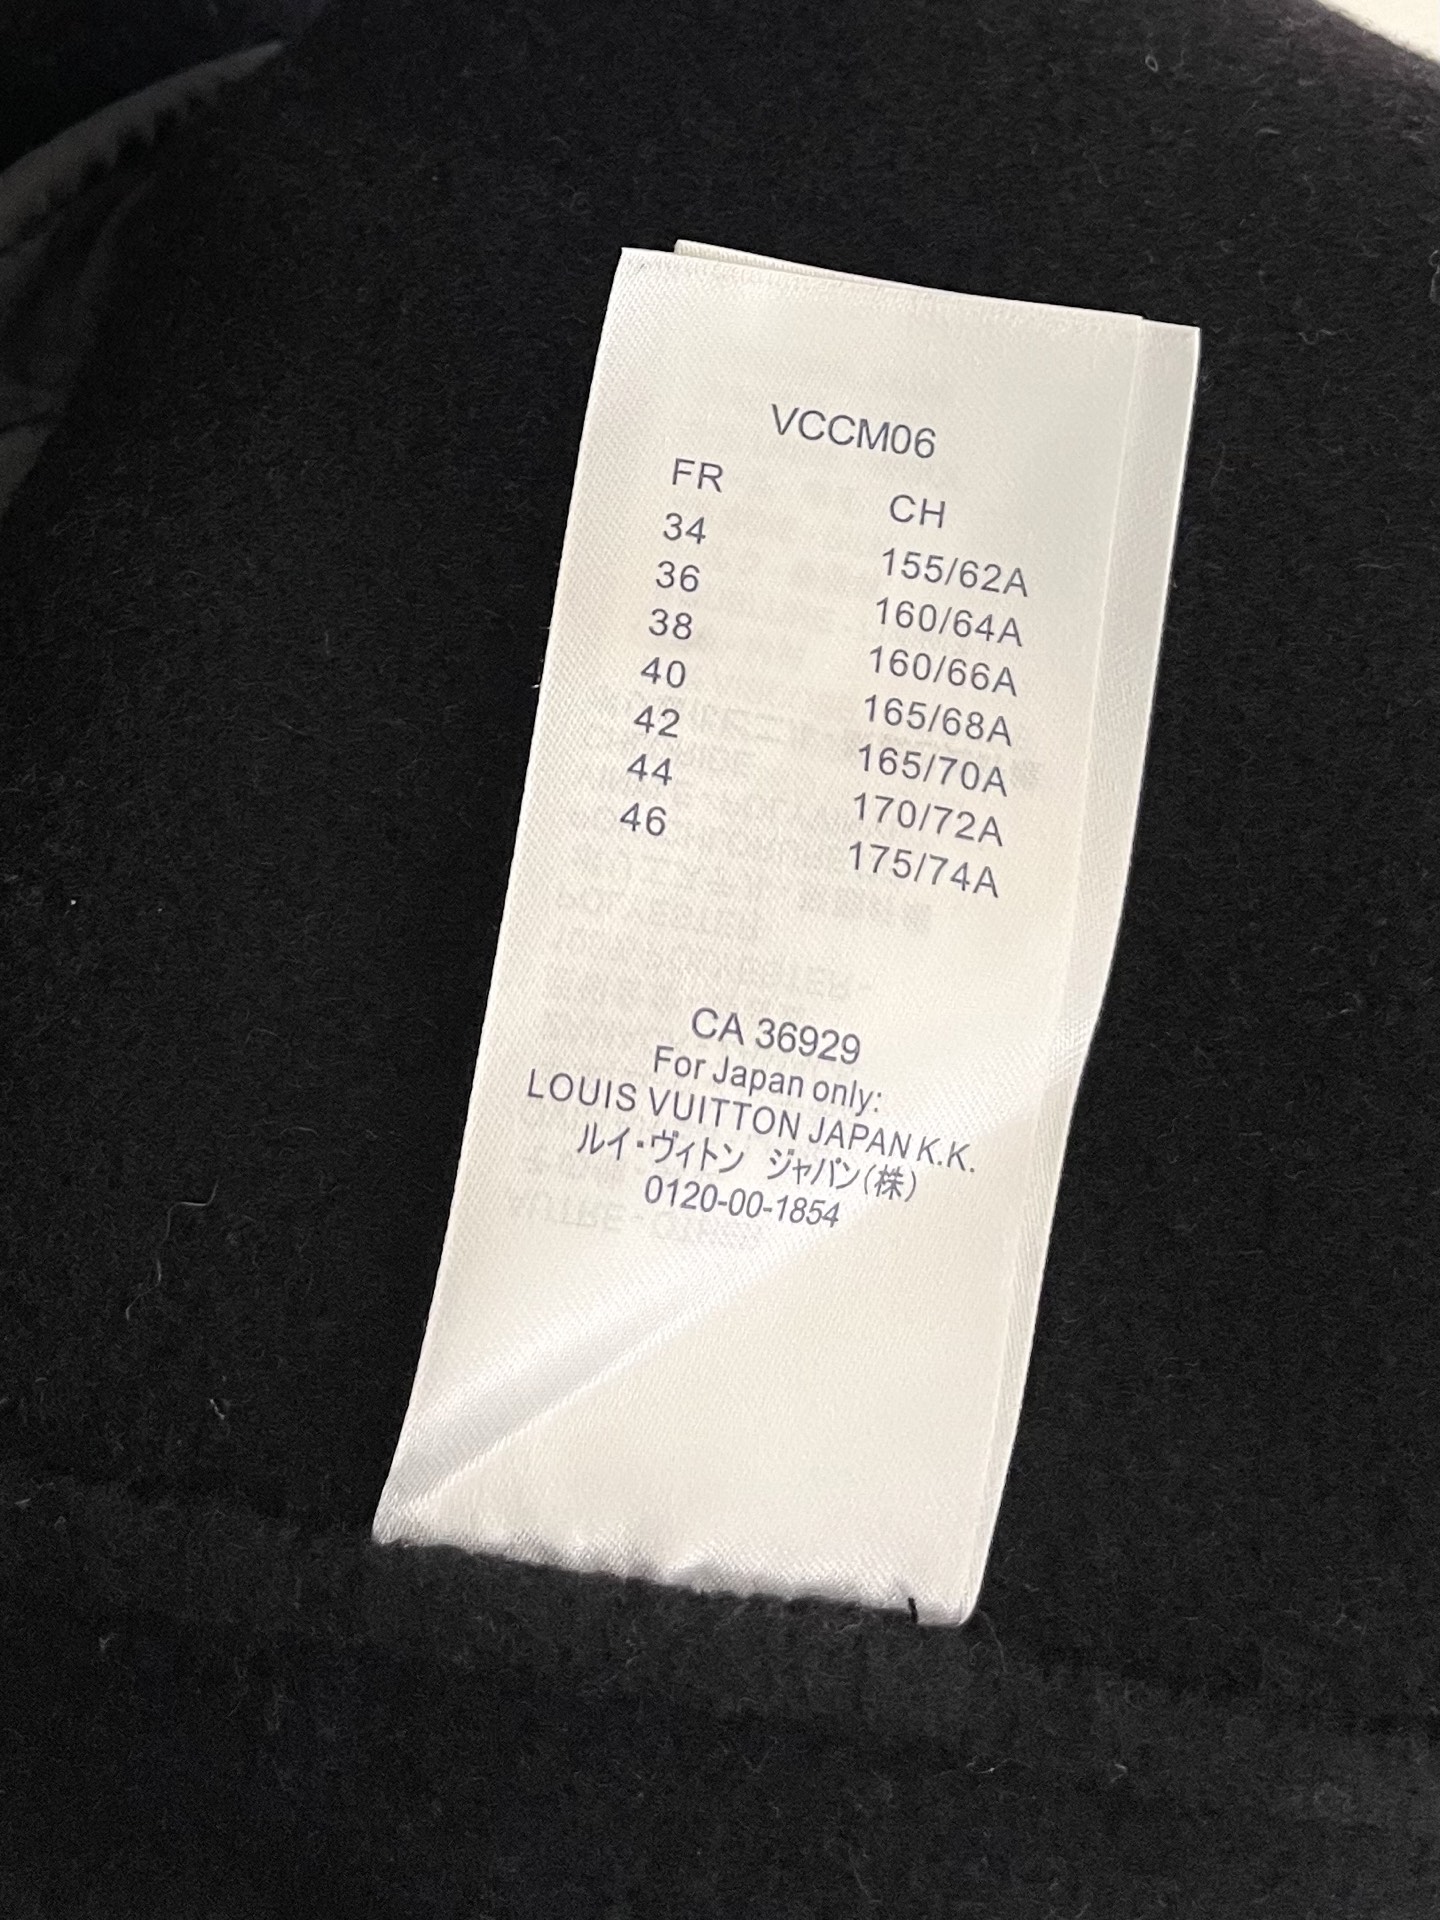 VCCM06
FR CH
34 155/62A
36 160/64A
38 160/66A
40 165/68A
42 165/70A
44 170/72A
46 175/74A
CA 36929
For Japan only:
LOUIS VUITTON JAPAN K.K.
ルイ・ヴィトン ジャパン(株)
0120-00-1854